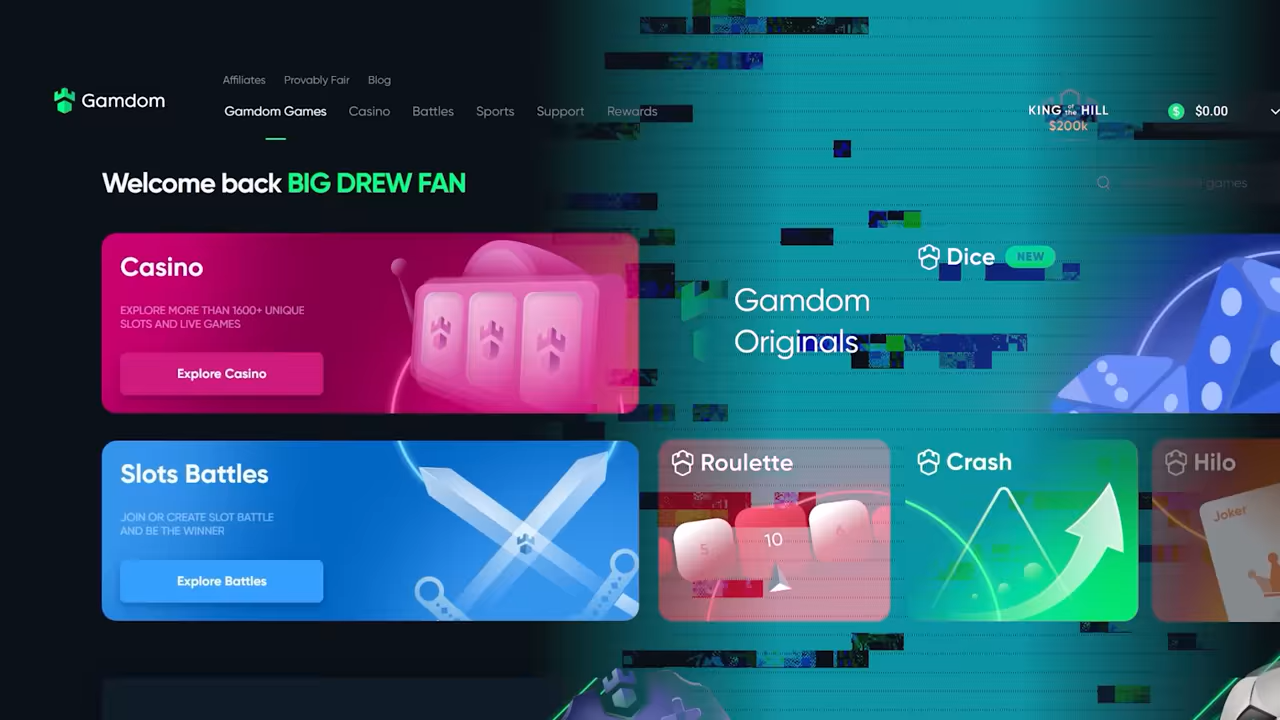 Affiliates Provably Fair Blog
Gamdom
Gamdom Games Casino Battles Sports Support Rewards
KING of the HILL
$200k
$ $0.00
Welcome back BIG DREW FAN
games
Casino
EXPLORE MORE THAN 1600+ UNIQUE
SLOTS AND LIVE GAMES
Explore Casino
Gamdom
Originals
Dice NEW
Slots Battles
JOIN OR CREATE SLOT BATTLE
AND BE THE WINNER
Explore Battles
Roulette
5 10
Crash
Hilo
Joker